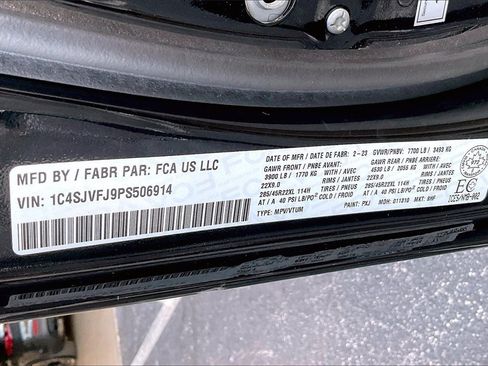 MFD BY / FABR PAR: FCA US LLC
VIN: 1C4SJVFJ9PS506914
DATE OF MFR / DATE DE FABR: 2-23 GVWR/PNBV: 7700 LB / 3493 KG
GAWR FRONT / PNBE AVANT: GAWR REAR / PNBE ARRIÈRE:
3900 LB / 1770 KG 4530 LB / 2055 KG
22X9.0 RIMS / JANTES 22X9.0 RIMS / JANTES
285/45R22XL 114H TIRES / PNEUS 285/45R22XL 114H TIRES / PNEUS
AT / A 40 PSI LB/PO² COLD / FROID AT / A 40 PSI LB/PO² COLD / FROID
TYPE: MPV/VTUM PAINT: PXJ MDH: 011310 MKT: BHF
EC